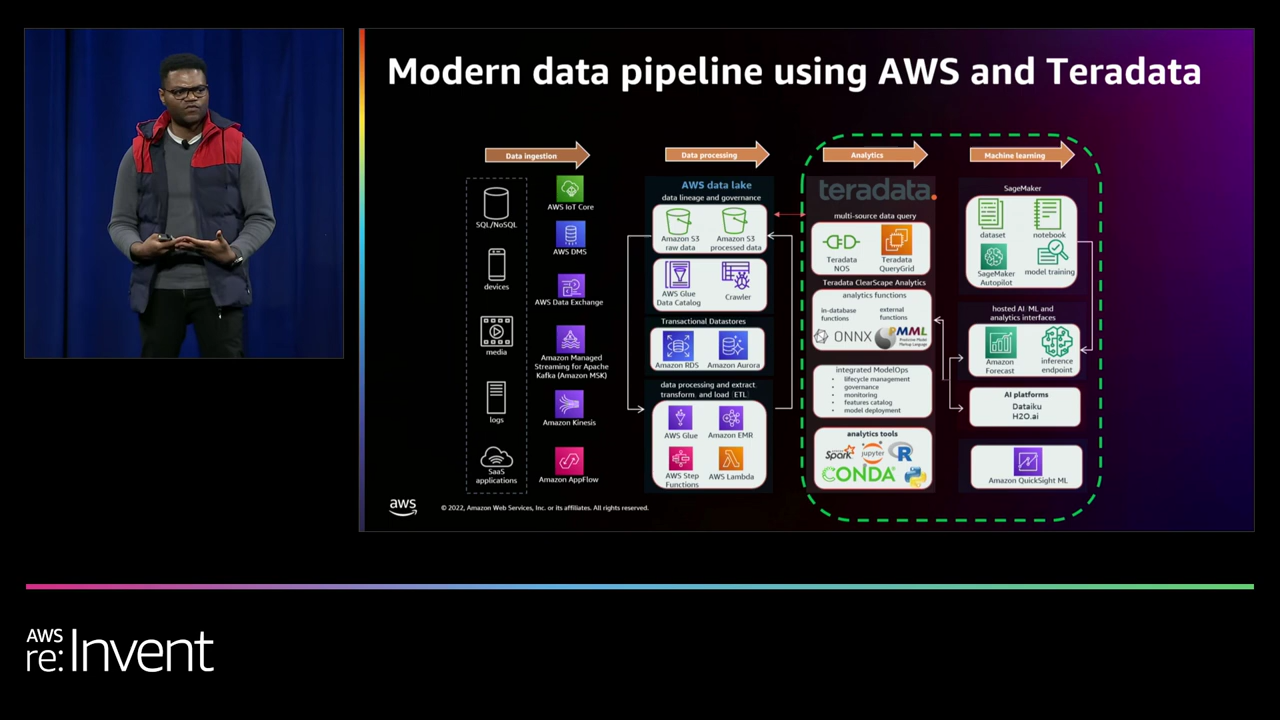 Modern data pipeline using AWS and Teradata
Data ingestion
Data processing
Analytics
Machine learning
SQL/NoSQL
devices
media
logs
SaaS
applications
AWS IoT Core
AWS DMS
AWS Data Exchange
Amazon Managed
Streaming for Apache
Kafka (Amazon MSK)
Amazon Kinesis
Amazon AppFlow
AWS data lake
data lineage and governance
Amazon S3
raw data
Amazon S3
processed data
AWS Glue
Data Catalog
Crawler
Transactional Datastores
Amazon RDS
Amazon Aurora
data processing and extract,
transform, and load (ETL)
AWS Glue
Amazon EMR
AWS Step
Functions
AWS Lambda
teradata.
multi-source data query
Teradata
NOS
Teradata
QueryGrid
Teradata ClearScape Analytics
analytics functions
in-database
functions
external
functions
ONNX
PMML
Predictive Model
Markup Language
integrated ModelOps
• lifecycle management
• governance
• monitoring
• features catalog
• model deployment
analytics tools
Spark
jupyter
R
CONDA
SageMaker
dataset
notebook
SageMaker
Autopilot
model training
hosted AI/ML and
analytics interfaces
Amazon
Forecast
inference
endpoint
AI platforms
Dataiku
H2O.ai
Amazon QuickSight ML
aws
© 2022, Amazon Web Services, Inc. or its affiliates. All rights reserved.
AWS
re:Invent